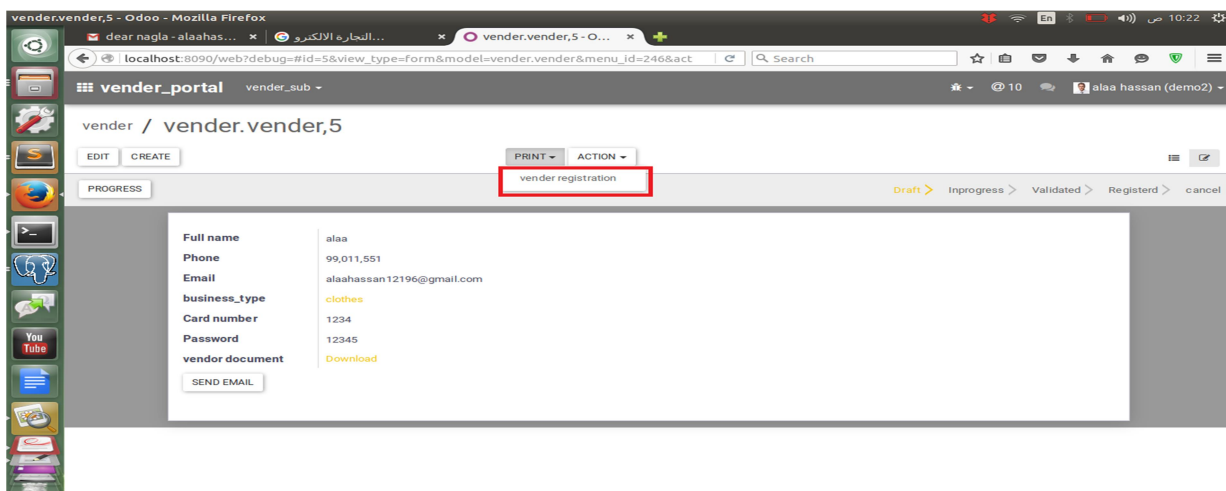 vender.vender,5 - Odoo - Mozilla Firefox
En
10:22 ص
dear nagla - alaahas... ×
التجارة الالكترو... ×
vender.vender,5 - O... ×
localhost:8090/web?debug=#id=5&view_type=form&model=vender.vender&menu_id=246&act
Search
vender_portal vender_sub
@ 10 alaa hassan (demo2)
vender / vender.vender,5
EDIT CREATE PRINT ACTION
vender registration
PROGRESS Draft Inprogress Validated Registerd cancel
Full name alaa
Phone 99,011,551
Email alaahassan12196@gmail.com
business_type clothes
Card number 1234
Password 12345
vendor document Download
SEND EMAIL
You
Tube